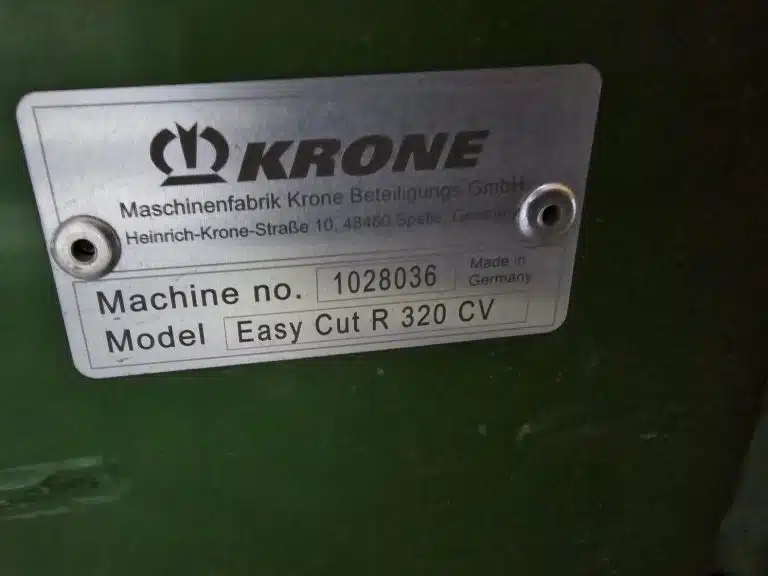 KRONE
Maschinenfabrik Krone Beteiligungs-GmbH
Heinrich-Krone-Straße 10, 48480 Spelle, Germany
Machine no. 1028036 Made in Germany
Model Easy Cut R 320 CV